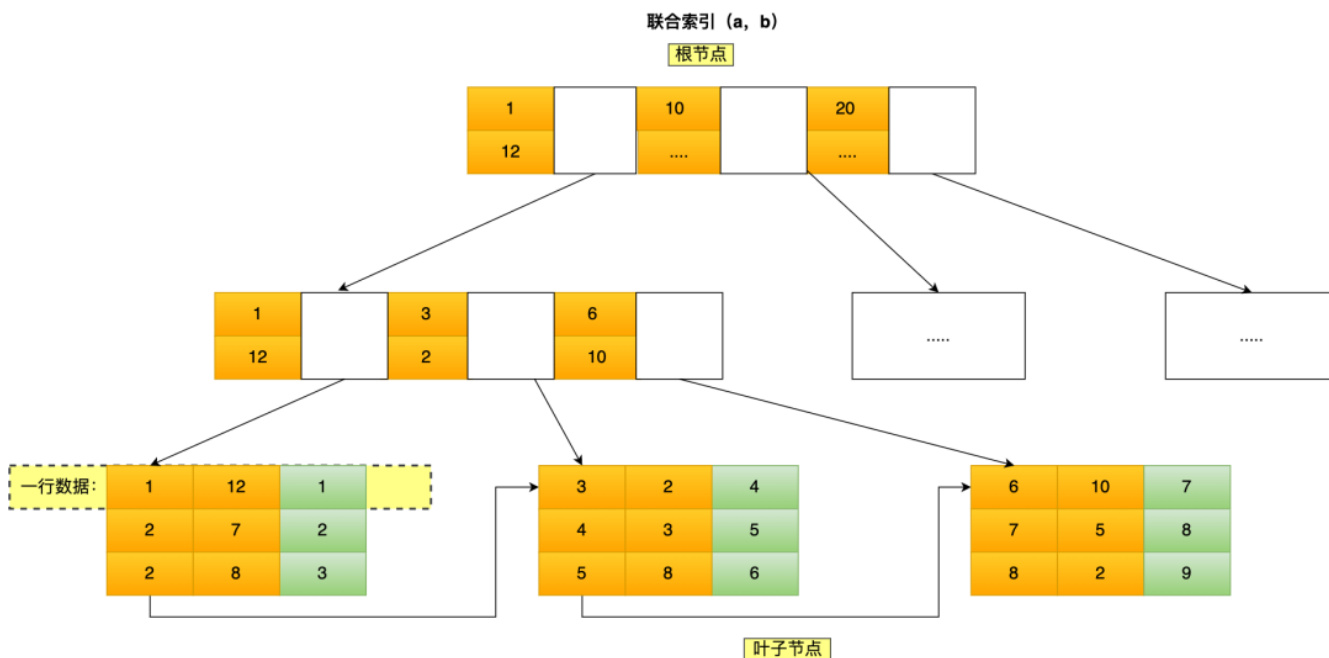 联合索引（a，b）
根节点
1 10 20
12 .... ....
1 3 6
12 2 10
..... .....
一行数据： 1 12 1 3 2 4 6 10 7
2 7 2 4 3 5 7 5 8
2 8 3 5 8 6 8 2 9
叶子节点